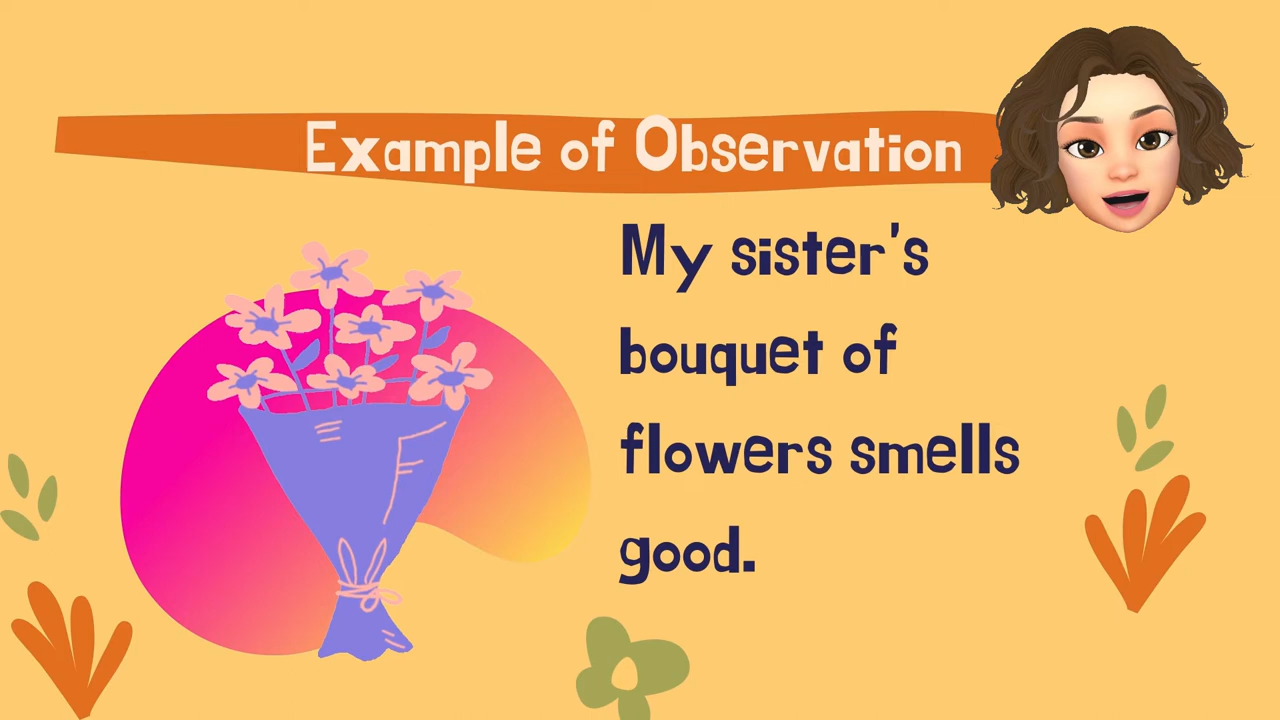 Example of Observation
My sister's
bouquet of
flowers smells
good.